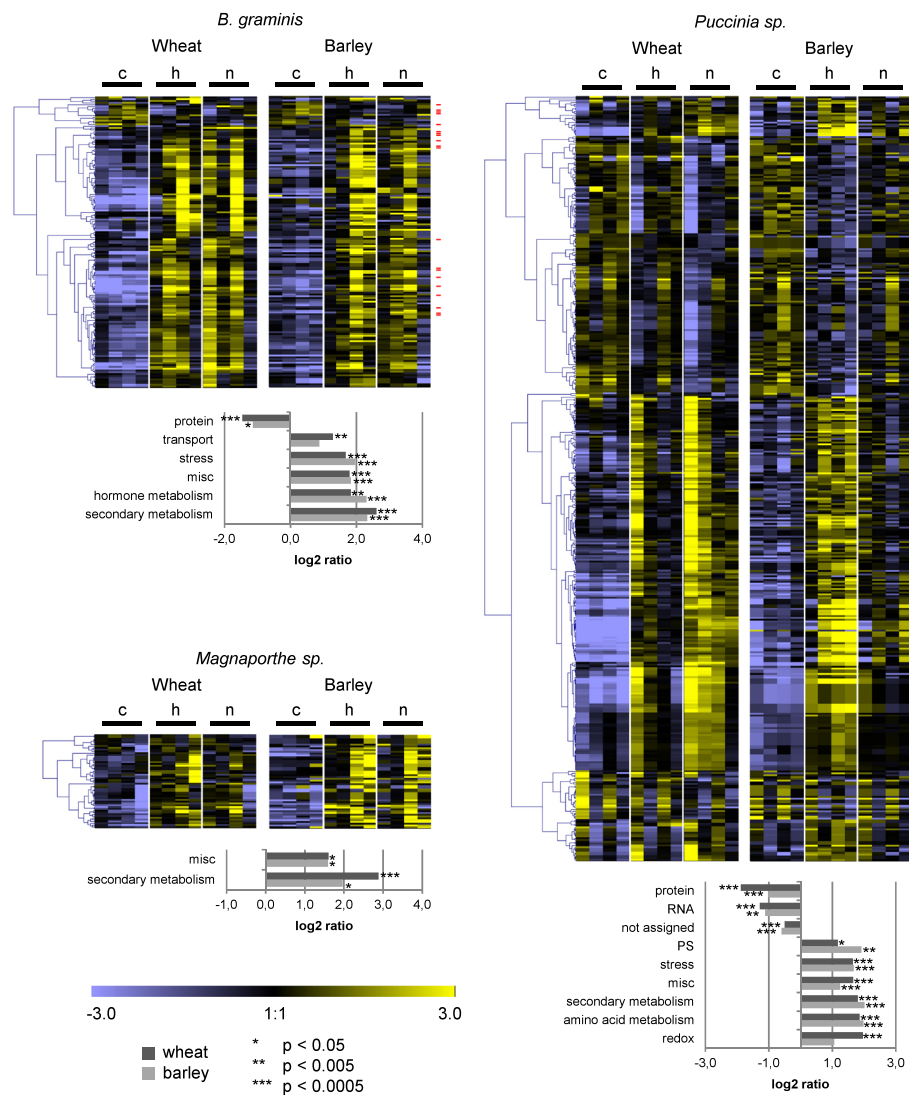 B. graminis
Wheat Barley
c h n c h n
protein *** *
transport **
stress *** ***
misc *** ***
hormone metabolism ** ***
secondary metabolism *** ***
-2,0 0,0 2,0 4,0
log2 ratio
Magnaporthe sp.
Wheat Barley
c h n c h n
misc * *
secondary metabolism *** *
-1,0 0,0 1,0 2,0 3,0 4,0
log2 ratio
-3.0 1:1 3.0
wheat
barley
* p < 0.05
** p < 0.005
*** p < 0.0005
Puccinia sp.
Wheat Barley
c h n c h n
protein *** ***
RNA *** **
not assigned *** ***
PS * **
stress *** ***
misc *** ***
secondary metabolism *** ***
amino acid metabolism *** ***
redox ***
-3,0 -1,0 1,0 3,0
log2 ratio